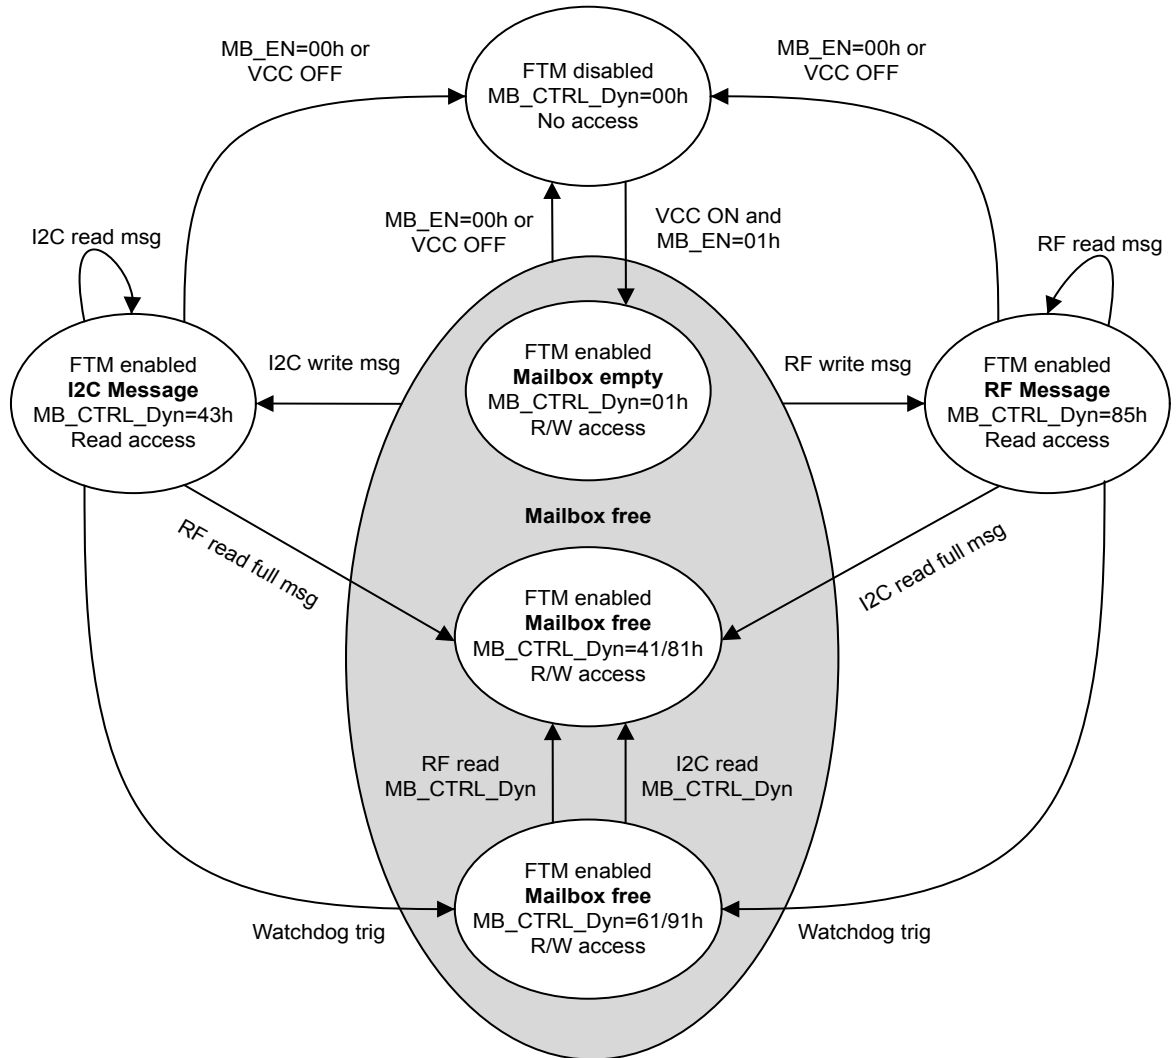 MB_EN=00h or
VCC OFF
FTM disabled
MB_CTRL_Dyn=00h
No access
MB_EN=00h or
VCC OFF
MB_EN=00h or
VCC OFF
VCC ON and
MB_EN=01h
I2C read msg
RF read msg
FTM enabled
I2C Message
MB_CTRL_Dyn=43h
Read access
I2C write msg
FTM enabled
Mailbox empty
MB_CTRL_Dyn=01h
R/W access
RF write msg
FTM enabled
RF Message
MB_CTRL_Dyn=85h
Read access
Mailbox free
RF read full msg
I2C read full msg
FTM enabled
Mailbox free
MB_CTRL_Dyn=41/81h
R/W access
RF read
MB_CTRL_Dyn
I2C read
MB_CTRL_Dyn
FTM enabled
Mailbox free
MB_CTRL_Dyn=61/91h
R/W access
Watchdog trig
Watchdog trig